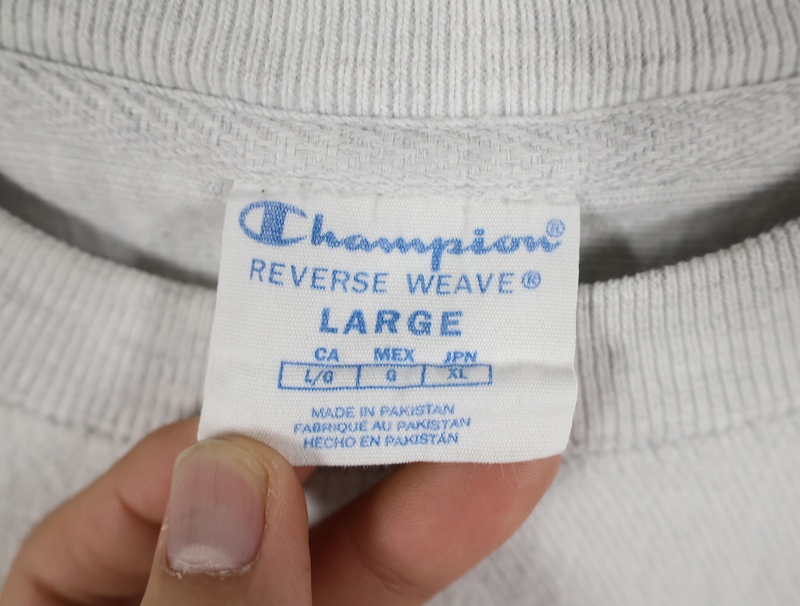 Champion®
REVERSE WEAVE®
LARGE
CA MEX JPN
L/G G XL
MADE IN PAKISTAN
FABRIQUÉ AU PAKISTAN
HECHO EN PAKISTÁN